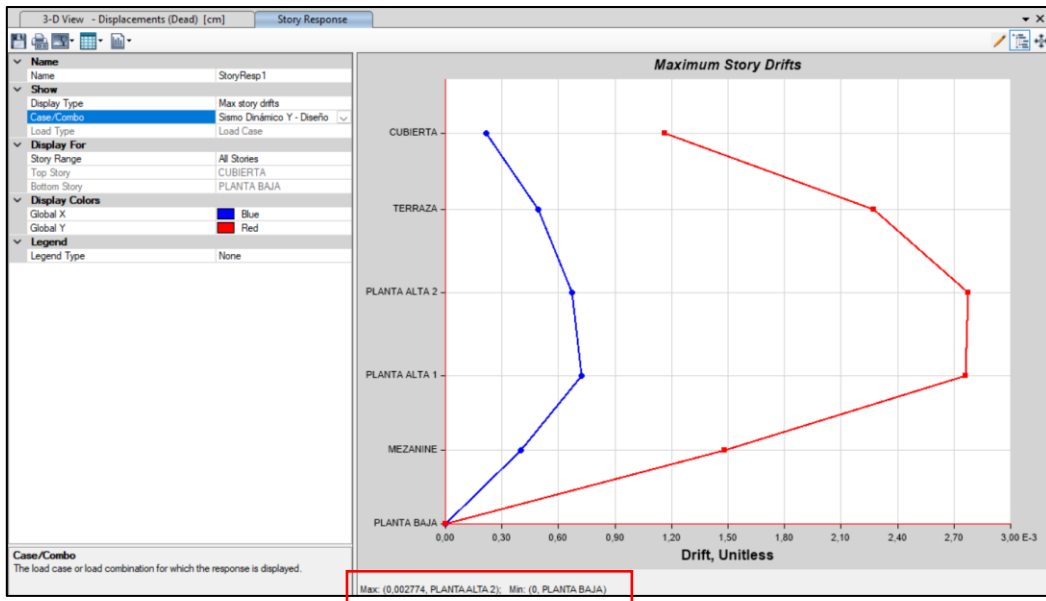 3-D View - Displacements (Dead) [cm]
Story Response
Name
Name StoryResp1
Show
Display Type Max story drifts
Case/Combo Sismo Dinámico Y - Diseño
Load Type Load Case
Display For
Story Range All Stories
Top Story CUBIERTA
Bottom Story PLANTA BAJA
Display Colors
Global X Blue
Global Y Red
Legend
Legend Type None
Case/Combo
The load case or load combination for which the response is displayed.
Maximum Story Drifts
CUBIERTA
TERRAZA
PLANTA ALTA 2
PLANTA ALTA 1
MEZANINE
PLANTA BAJA
0,00 0,30 0,60 0,90 1,20 1,50 1,80 2,10 2,40 2,70 3,00 E-3
Drift, Unitless
Max: (0,002774, PLANTA ALTA 2); Min: (0, PLANTA BAJA)